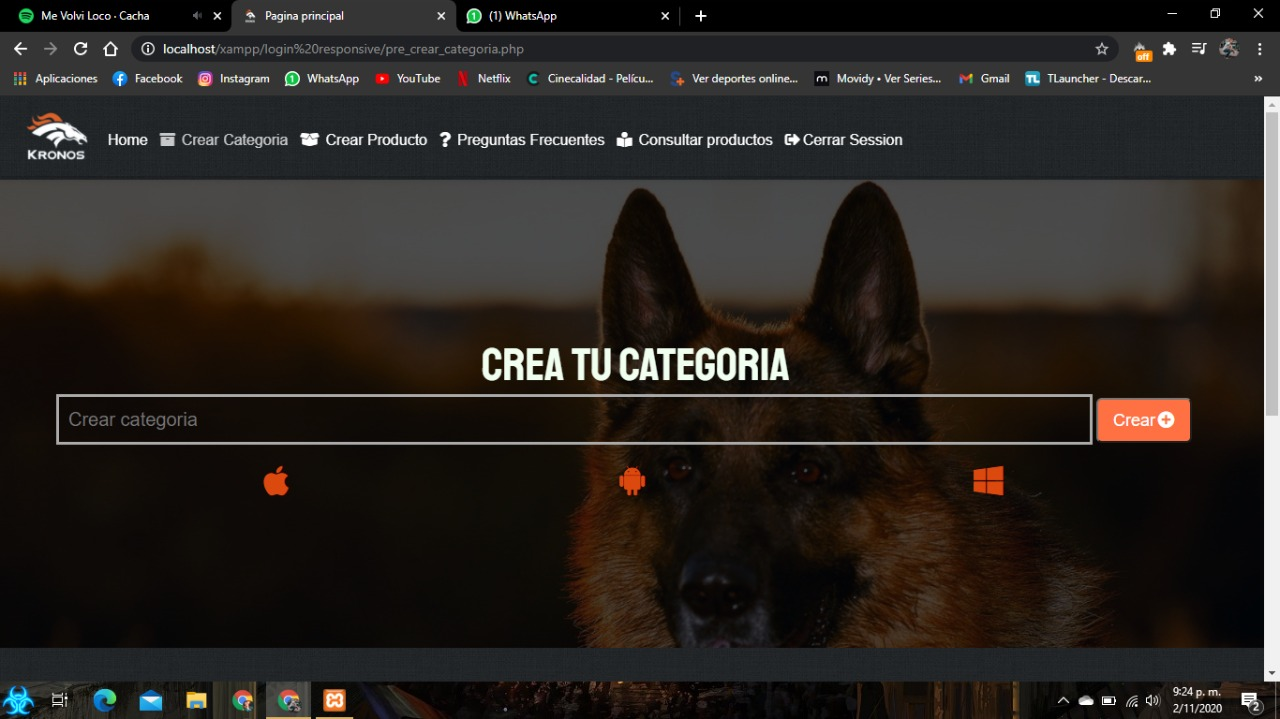 Me Volvi Loco · Cacha
Pagina principal
(1) WhatsApp
localhost/xampp/login%20responsive/pre_crear_categoria.php
off
Aplicaciones
Facebook
Instagram
WhatsApp
YouTube
Netflix
Cinecalidad - Pelícu...
Ver deportes online...
Movidy • Ver Series...
Gmail
TLauncher - Descar...
KRONOS
Home
Crear Categoria
Crear Producto
Preguntas Frecuentes
Consultar productos
Cerrar Session
CREA TU CATEGORIA
Crear categoria
Crear
9:24 p. m.
2/11/2020
2